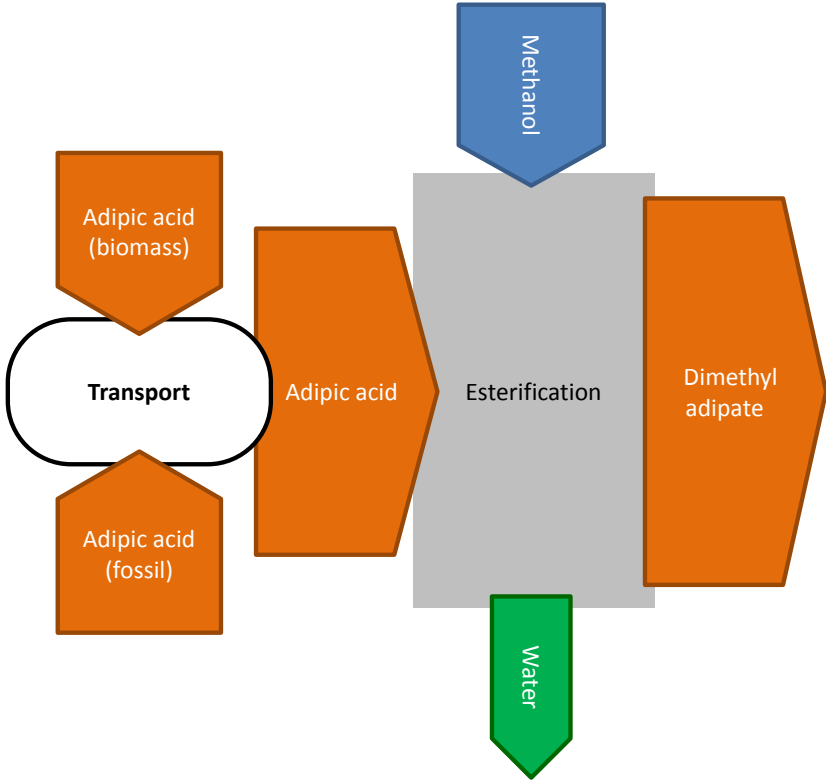 Methanol
Adipic acid
(biomass)
Transport
Adipic acid
Esterification
Dimethyl
adipate
Adipic acid
(fossil)
Water